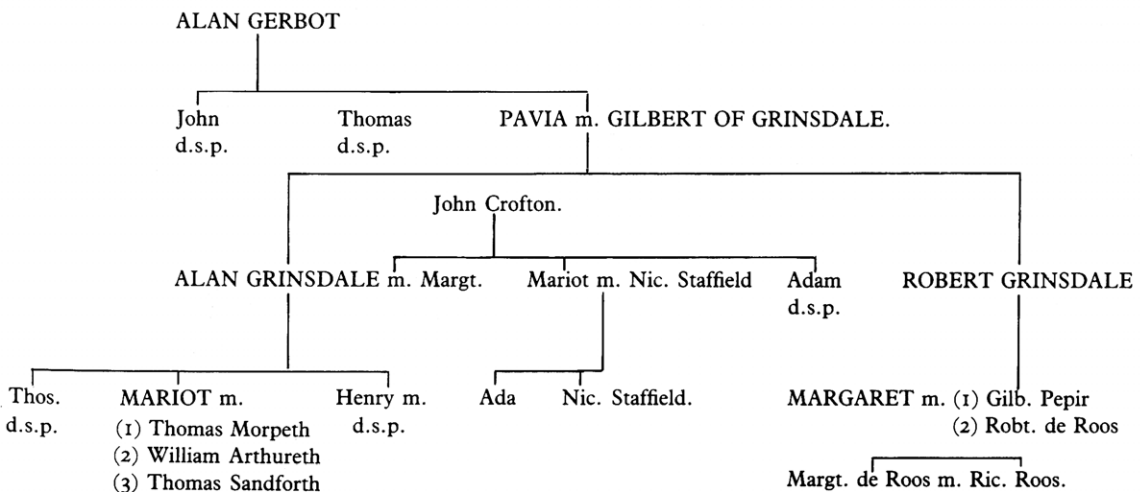 ALAN GERBOT
John Thomas PAVIA m. GILBERT OF GRINSDALE.
d.s.p. d.s.p.
John Crofton.
ALAN GRINSDALE m. Margt. Mariot m. Nic. Staffield Adam ROBERT GRINSDALE
d.s.p.
Thos. MARIOT m. Henry m. Ada Nic. Staffield. MARGARET m. (1) Gilb. Pepir
d.s.p. (1) Thomas Morpeth d.s.p. (2) Robt. de Roos
(2) William Arthureth
(3) Thomas Sandforth Margt. de Roos m. Ric. Roos.